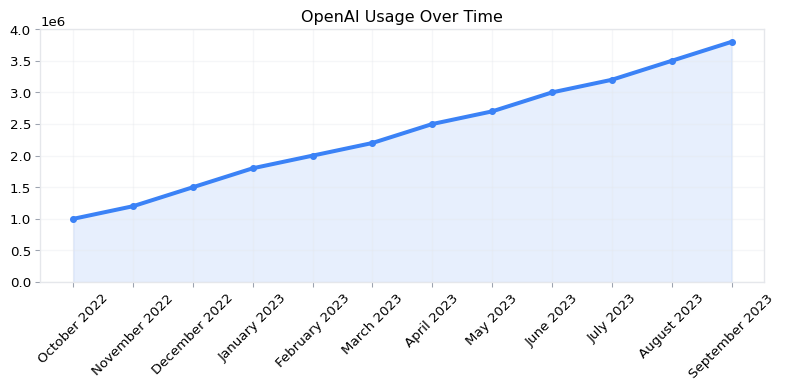 OpenAI Usage Over Time
1e6
4.0
3.5
3.0
2.5
2.0
1.5
1.0
0.5
0.0
October 2022
November 2022
December 2022
January 2023
February 2023
March 2023
April 2023
May 2023
June 2023
July 2023
August 2023
September 2023